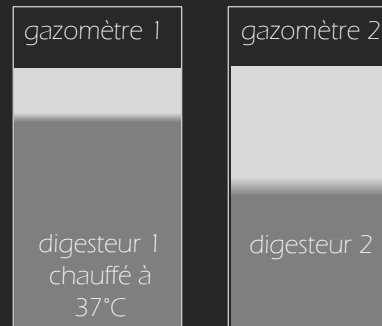 gazomètre 1
gazomètre 2
digesteur 1
chauffé à
37°C
digesteur 2